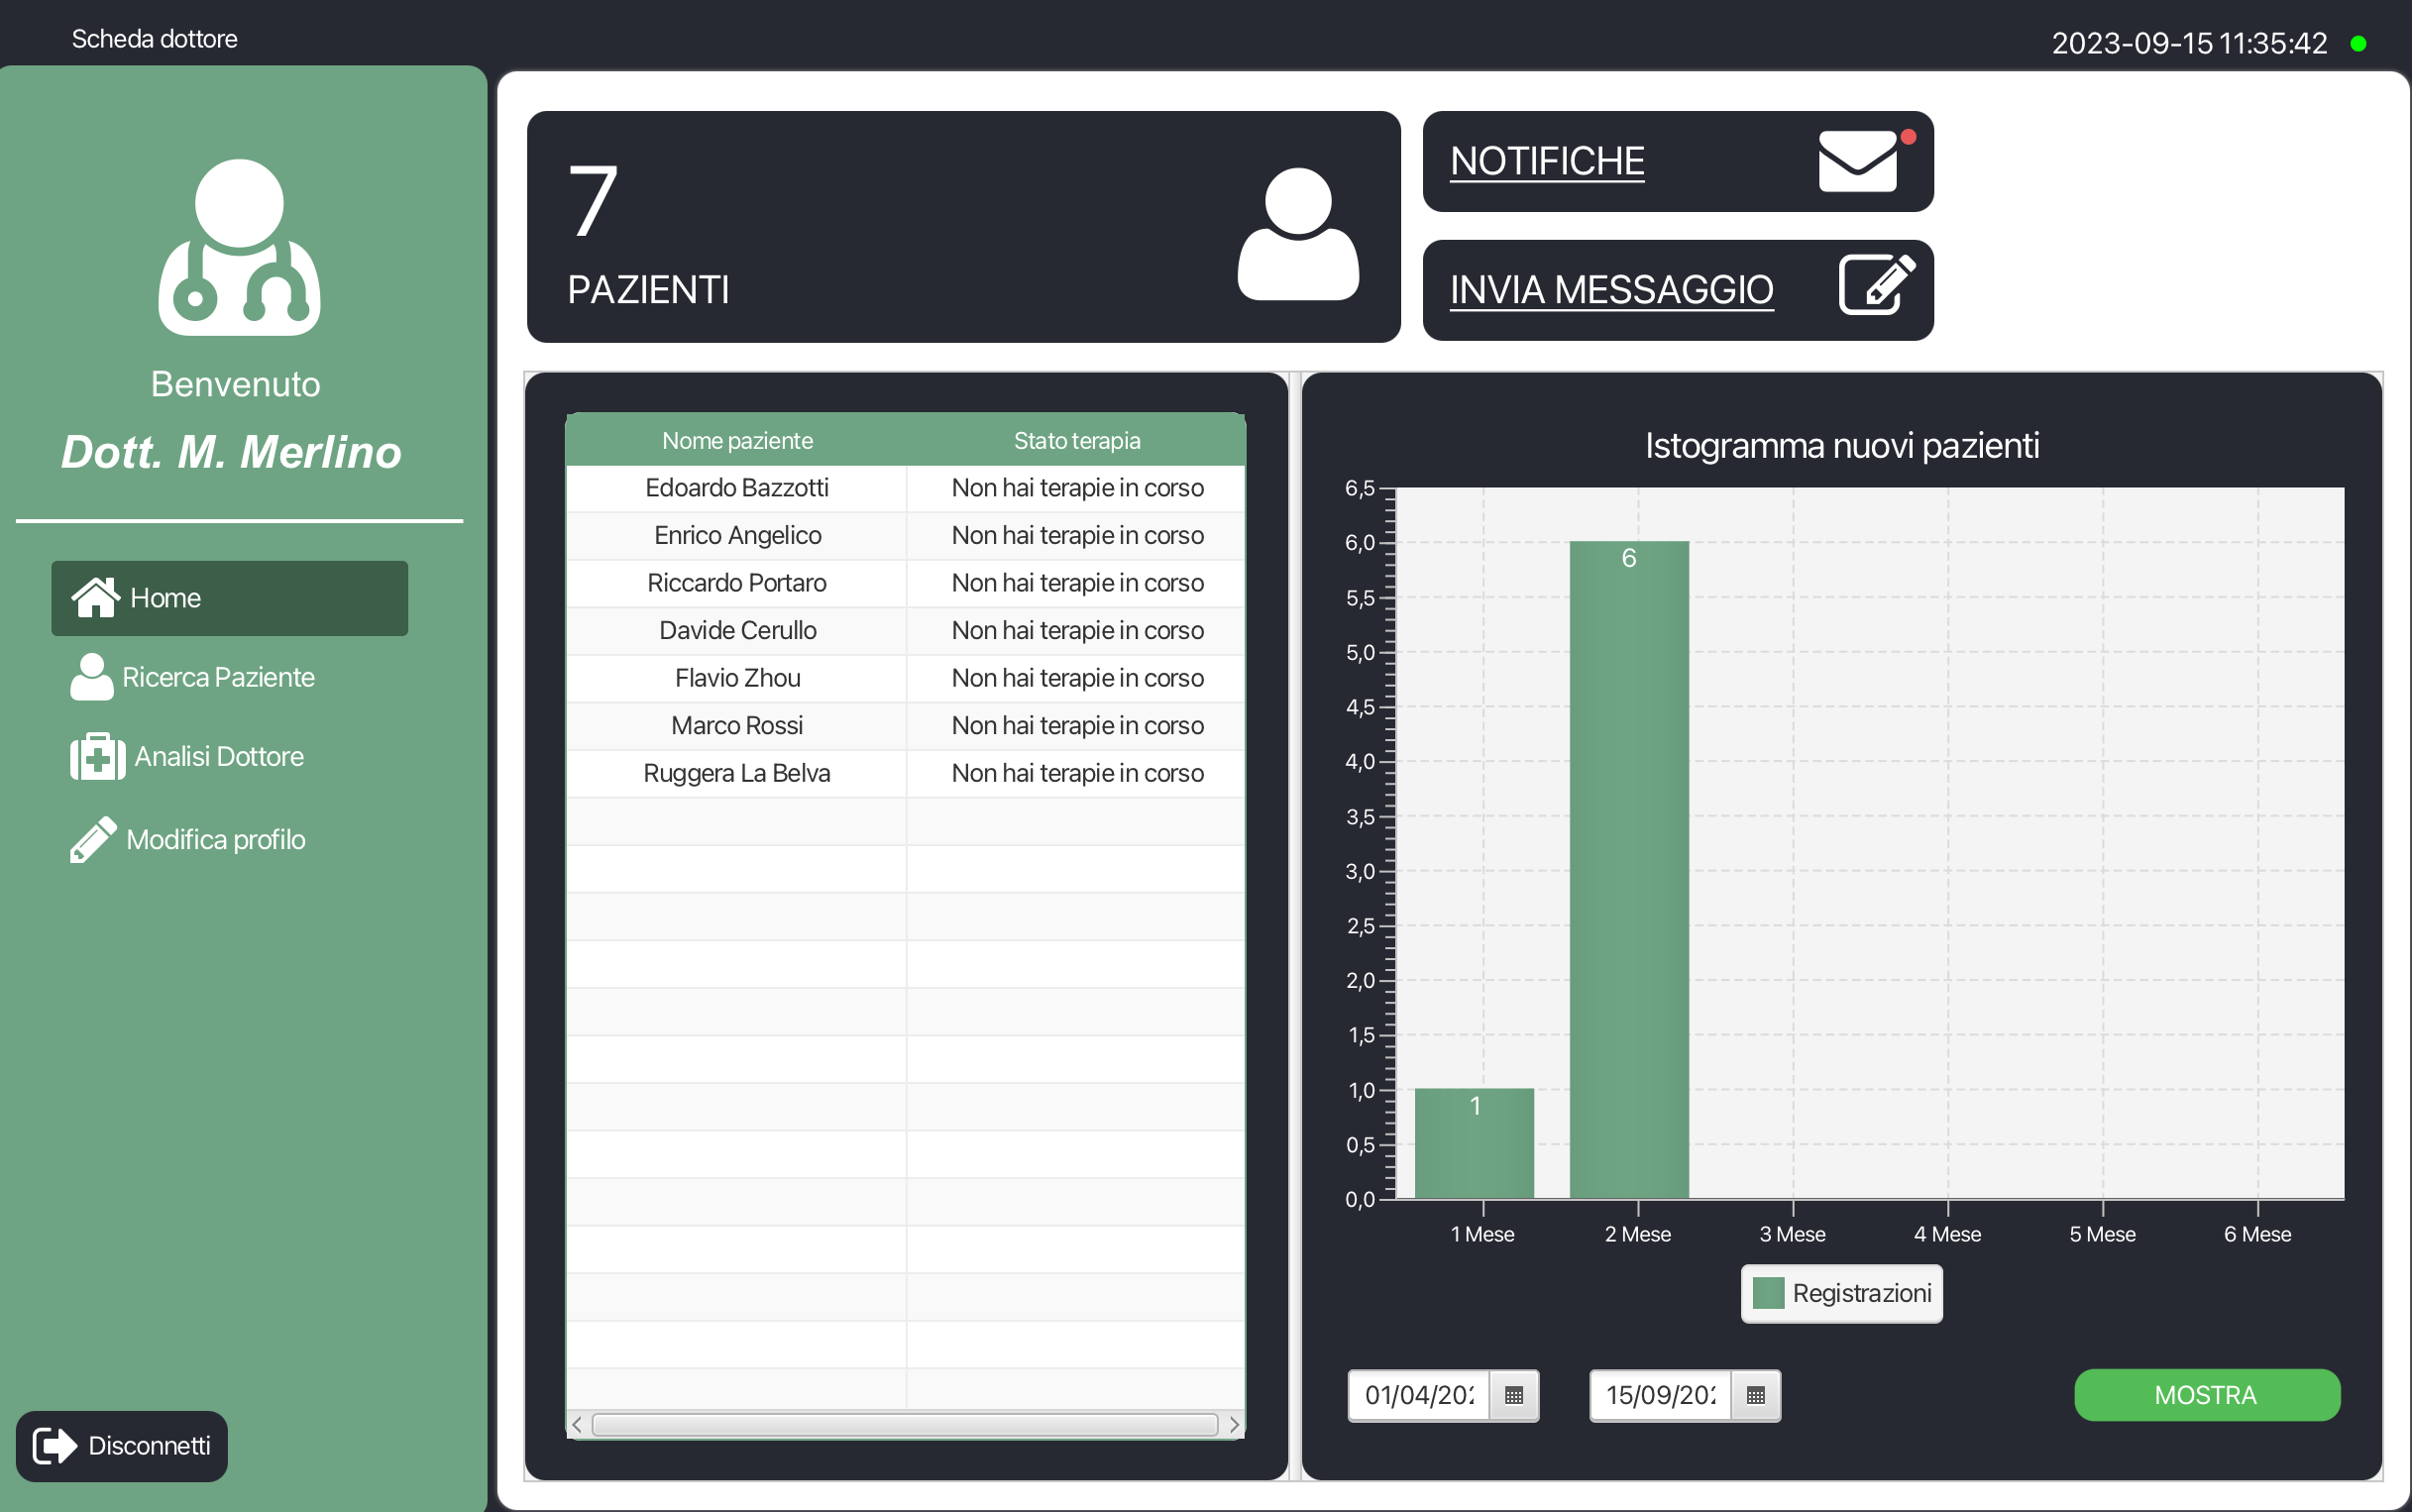 Scheda dottore
2023-09-15 11:35:42
Benvenuto
Dott. M. Merlino
Home
Ricerca Paziente
Analisi Dottore
Modifica profilo
Disconnetti
7
PAZIENTI
NOTIFICHE
INVIA MESSAGGIO
Nome paziente Stato terapia
Edoardo Bazzotti Non hai terapie in corso
Enrico Angelico Non hai terapie in corso
Riccardo Portaro Non hai terapie in corso
Davide Cerullo Non hai terapie in corso
Flavio Zhou Non hai terapie in corso
Marco Rossi Non hai terapie in corso
Ruggera La Belva Non hai terapie in corso
Istogramma nuovi pazienti
6,5
6,0
5,5
5,0
4,5
4,0
3,5
3,0
2,5
2,0
1,5
1,0
0,5
0,0
6
1
1 Mese 2 Mese 3 Mese 4 Mese 5 Mese 6 Mese
Registrazioni
01/04/202 15/09/202 MOSTRA